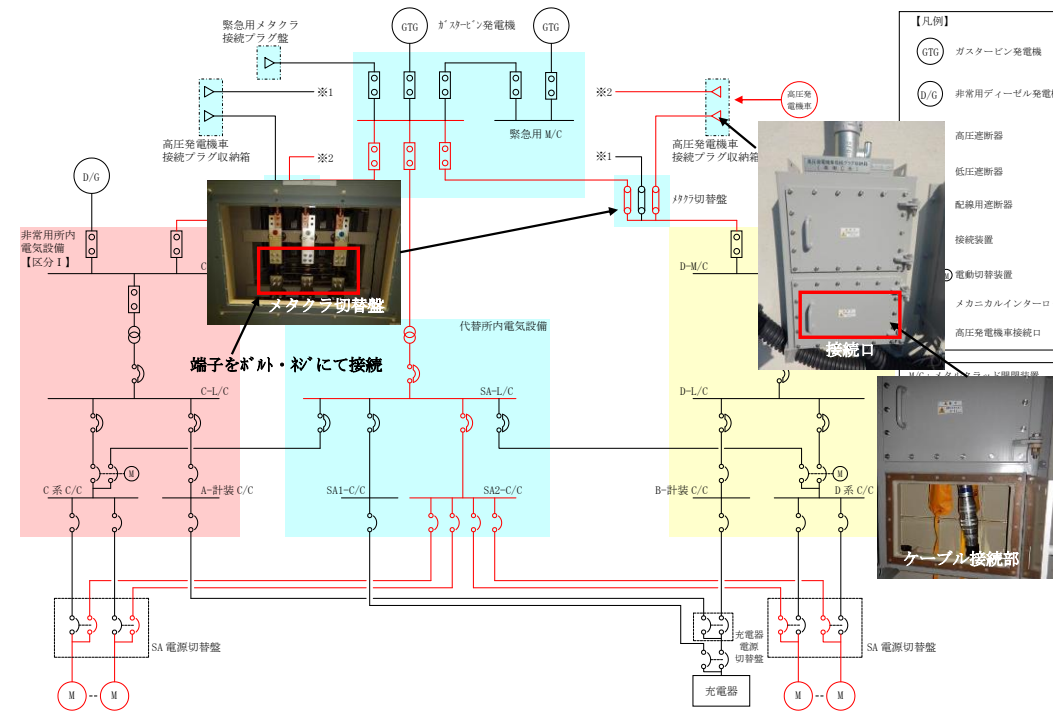 緊急用メタクラ
接続プラグ盤
GTG
ガスタービン発電機
GTG
【凡例】
GTG
ガスタービン発電機
D/G
非常用ディーゼル発電機
高圧遮断器
低圧遮断器
配線用遮断器
接続装置
M
電動切替装置
メカニカルインターロ
高圧発電機車接続口
※1
※2
高圧発
電機車
緊急用 M/C
高圧発電機車
接続プラグ収納箱
※2
高圧発電機車
接続プラグ収納箱
※1
D/G
メタクラ切替盤
非常用所内
電気設備
【区分Ⅰ】
C
D-M/C
メタクラ切替盤
端子をボルト・ネジにて接続
代替所内電気設備
接続口
C-L/C
SA-L/C
D-L/C
M
M
C 系 C/C
A-計装 C/C
SA1-C/C
SA2-C/C
B-計装 C/C
D 系 C/C
ケーブル接続部
SA 電源切替盤
充電器
電源
切替盤
SA 電源切替盤
M
M
充電器
M
M